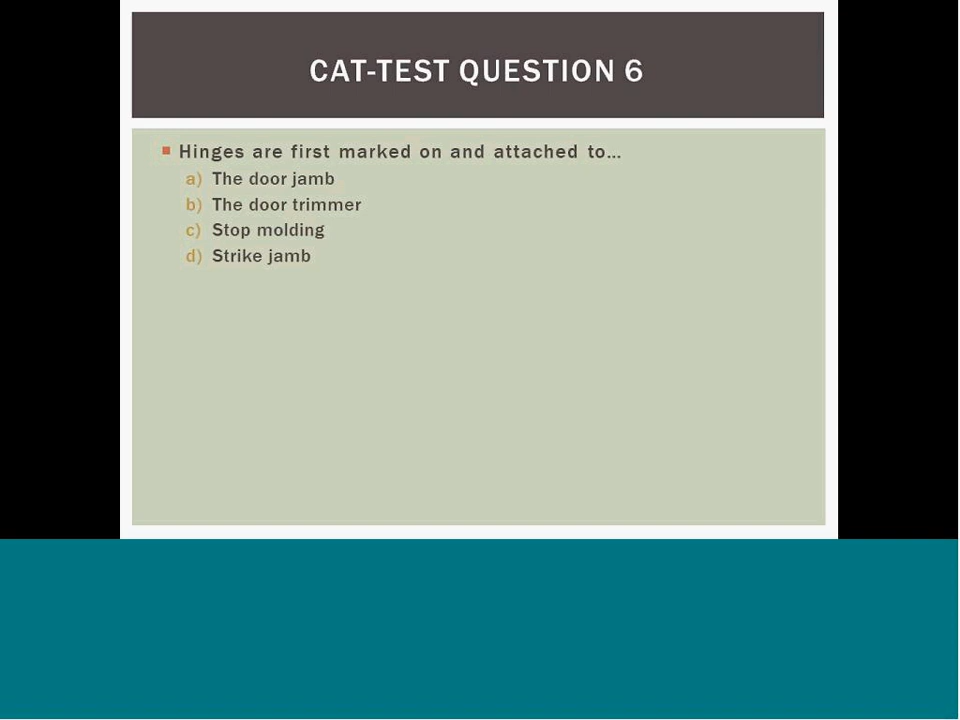 CAT-TEST QUESTION 6
Hinges are first marked on and attached to…
a) The door jamb
b) The door trimmer
c) Stop molding
d) Strike jamb